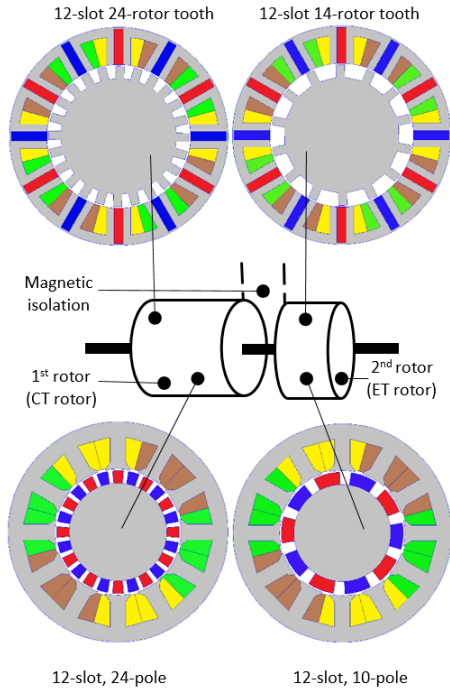 12-slot 24-rotor tooth
12-slot 14-rotor tooth
Magnetic
isolation
1st rotor
(CT rotor)
2nd rotor
(ET rotor)
12-slot, 24-pole
12-slot, 10-pole